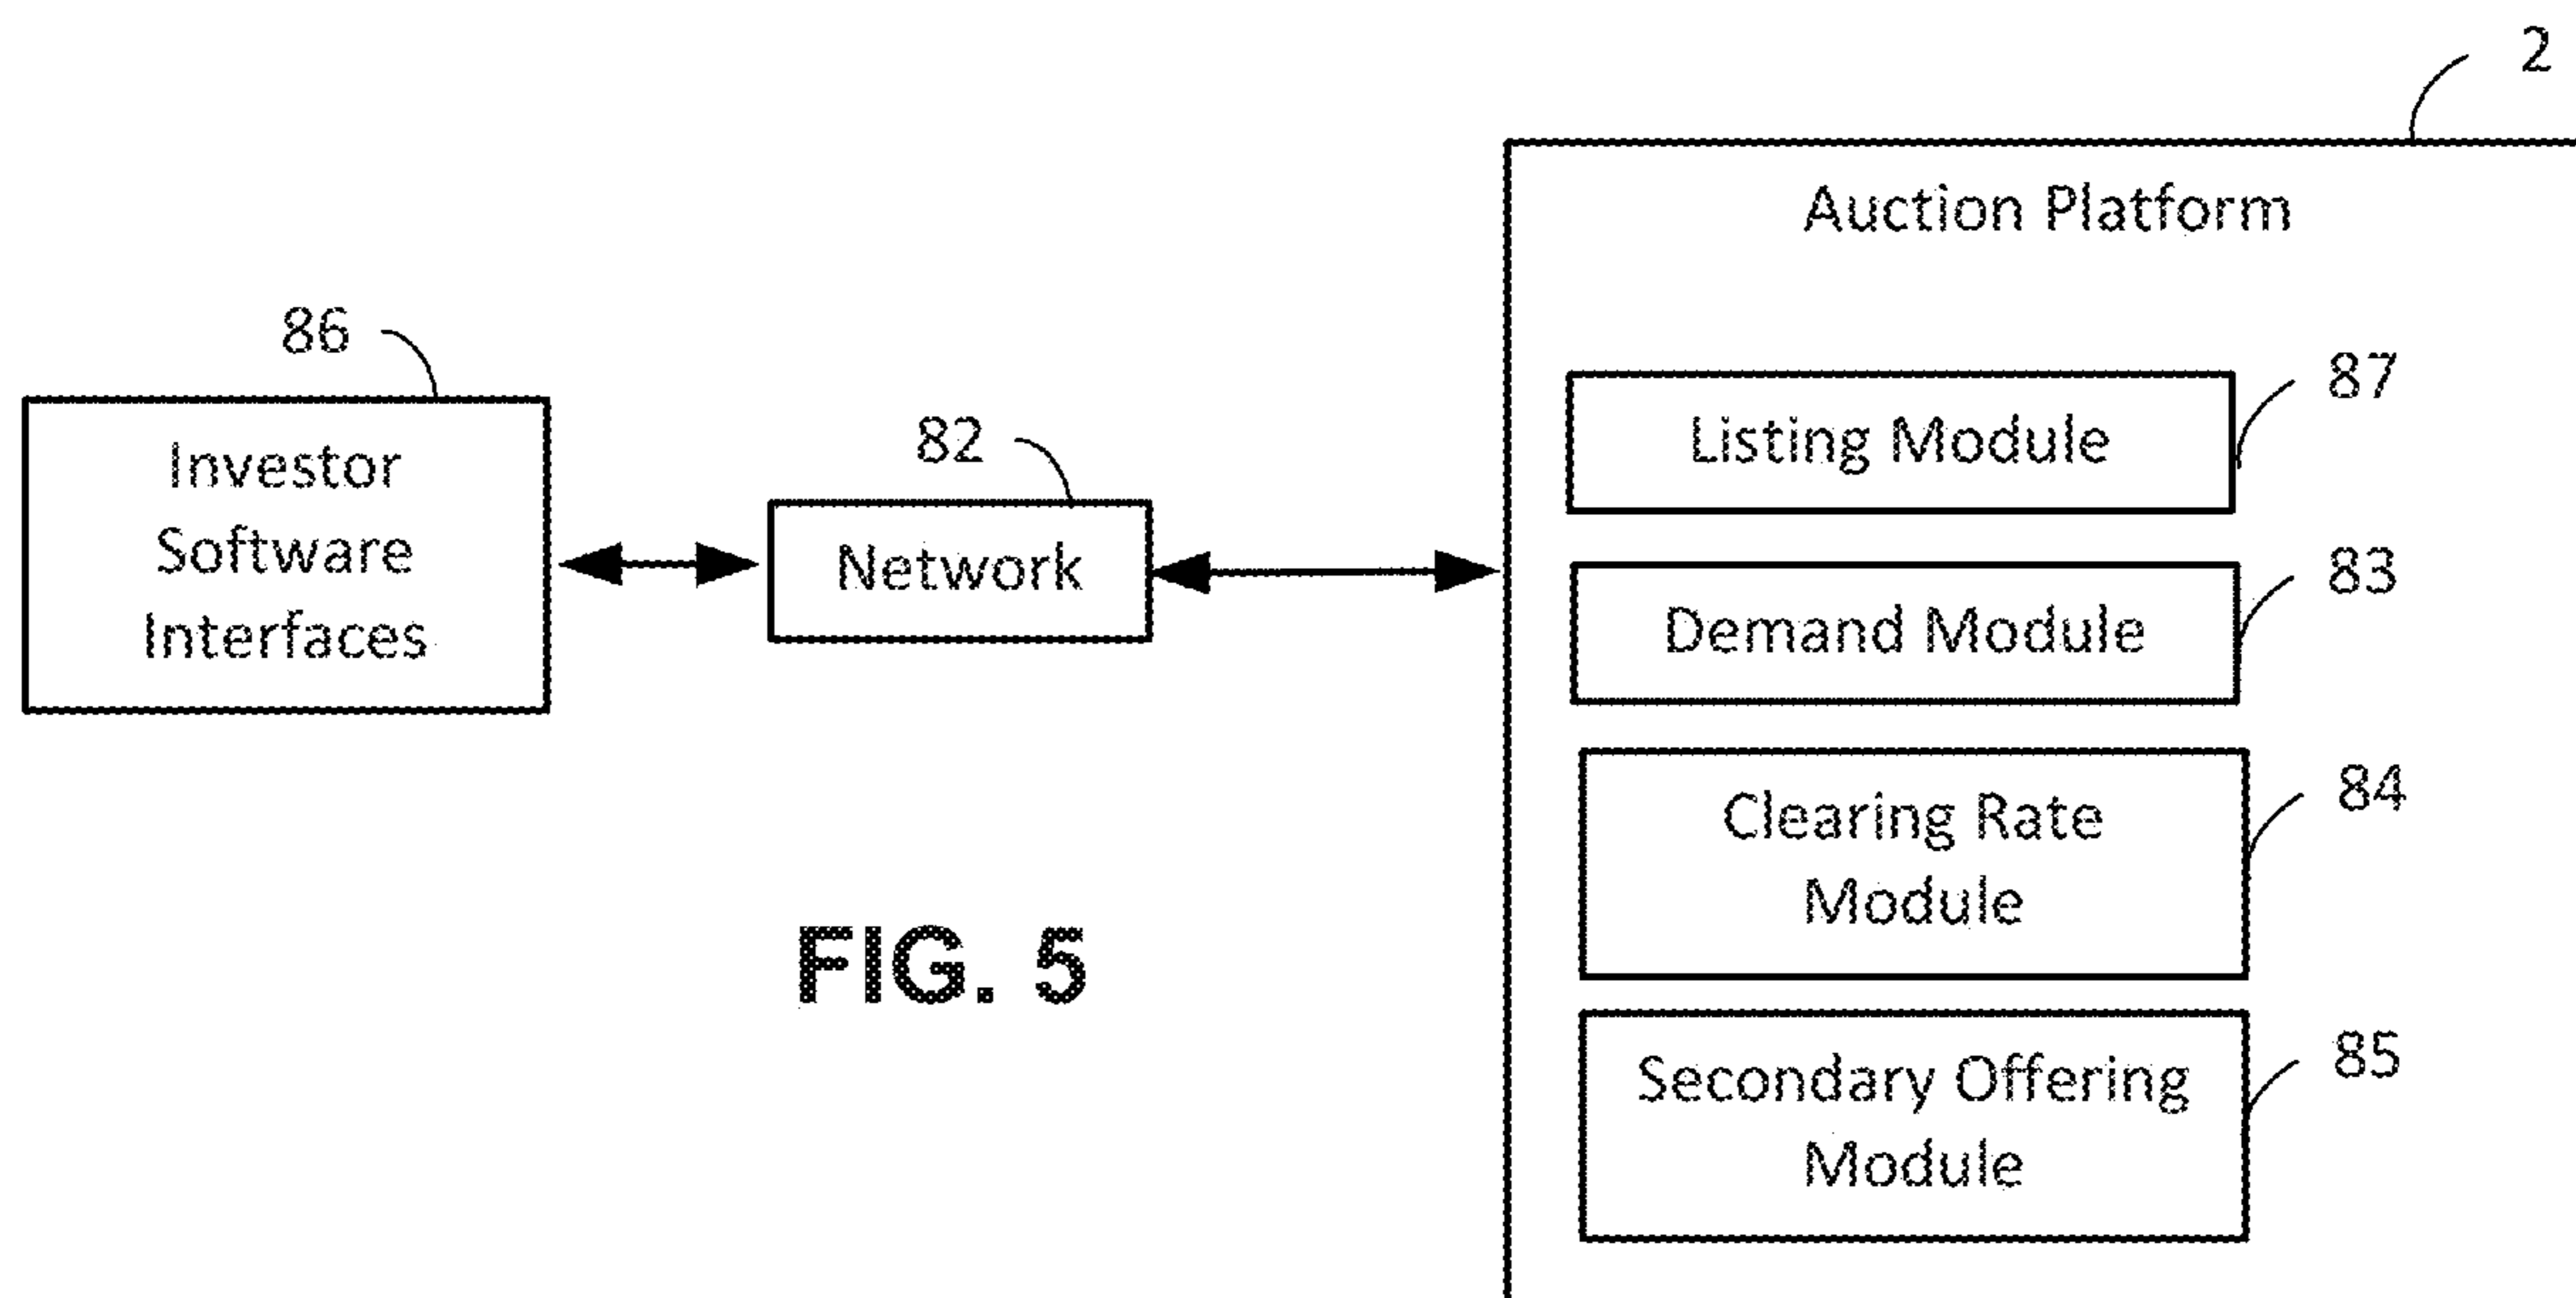 2
Auction Platform
86
Investor
Software
Interfaces
82
Network
87
Listing Module
83
Demand Module
84
Clearing Rate
Module
85
Secondary Offering
Module
FIG. 5